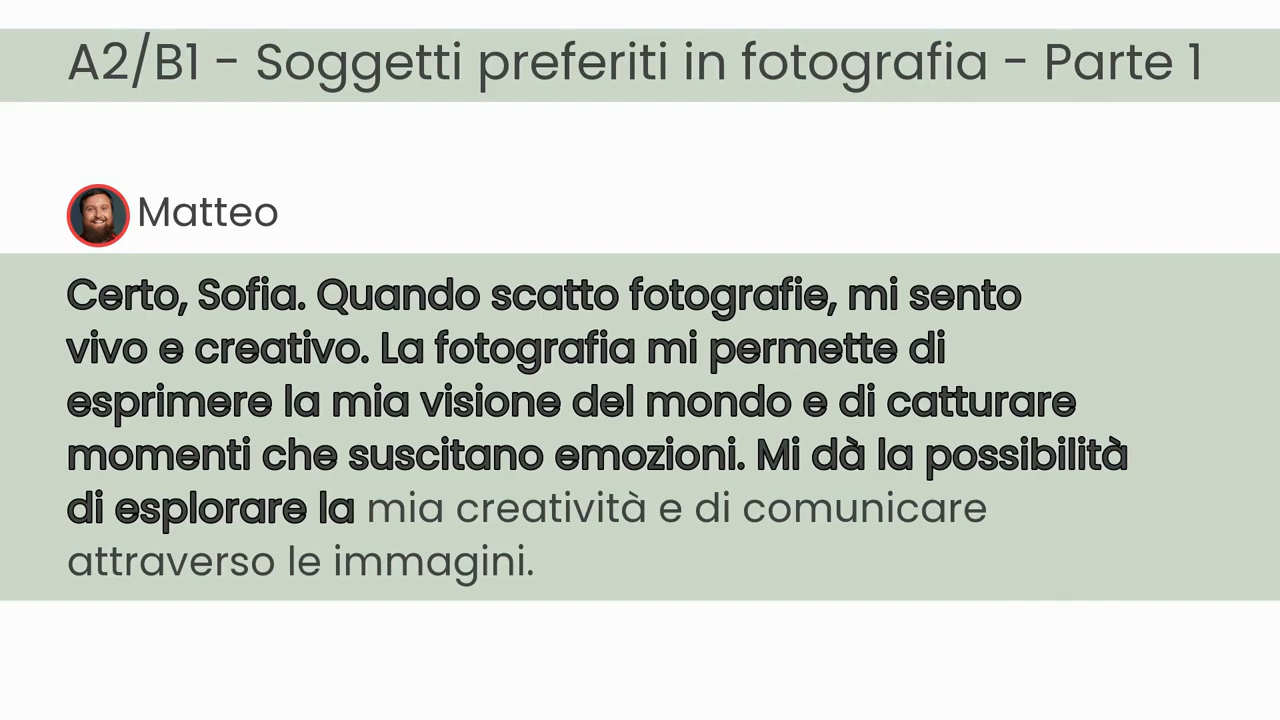 A2/B1 - Soggetti preferiti in fotografia - Parte 1
Matteo
Certo, Sofia. Quando scatto fotografie, mi sento
vivo e creativo. La fotografia mi permette di
esprimere la mia visione del mondo e di catturare
momenti che suscitano emozioni. Mi dà la possibilità
di esplorare la mia creatività e di comunicare
attraverso le immagini.